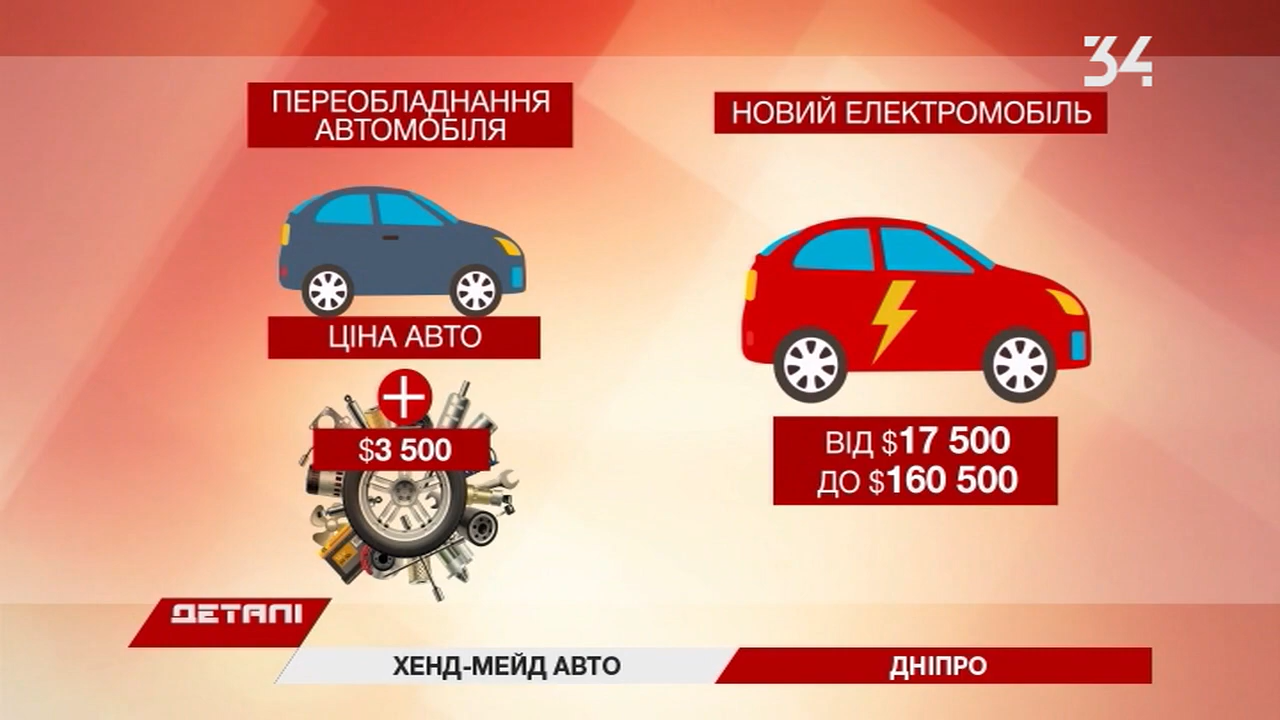 34
ПЕРЕОБЛАДНАННЯ
АВТОМОБІЛЯ
НОВИЙ ЕЛЕКТРОМОБІЛЬ
ЦІНА АВТО
$3 500
ВІД $17 500
ДО $160 500
ДЕТАЛІ
ХЕНД-МЕЙД АВТО
ДНІПРО